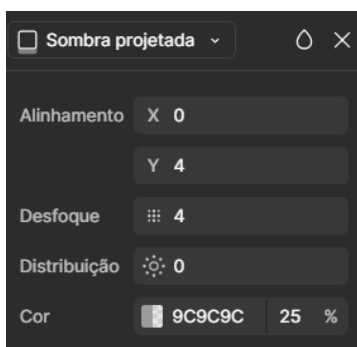 Sombra projetada
Alinhamento X 0
Y 4
Desfoque 4
Distribuição 0
Cor 9C9C9C 25 %